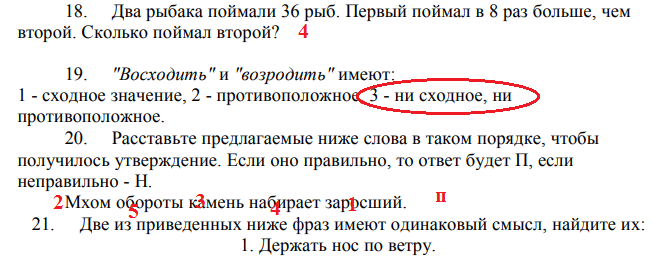 18. Два рыбака поймали 36 рыб. Первый поймал в 8 раз больше, чем
второй. Сколько поймал второй? 4
19. "Восходить" и "возродить" имеют:
1 - сходное значение, 2 - противоположное, 3 - ни сходное, ни
противоположное.
20. Расставьте предлагаемые ниже слова в таком порядке, чтобы
получилось утверждение. Если оно правильно, то ответ будет П, если
неправильно - Н.
Мхом обороты камень набирает заросший. п
2 5 3 4 1
21. Две из приведенных ниже фраз имеют одинаковый смысл, найдите их:
1. Держать нос по ветру.